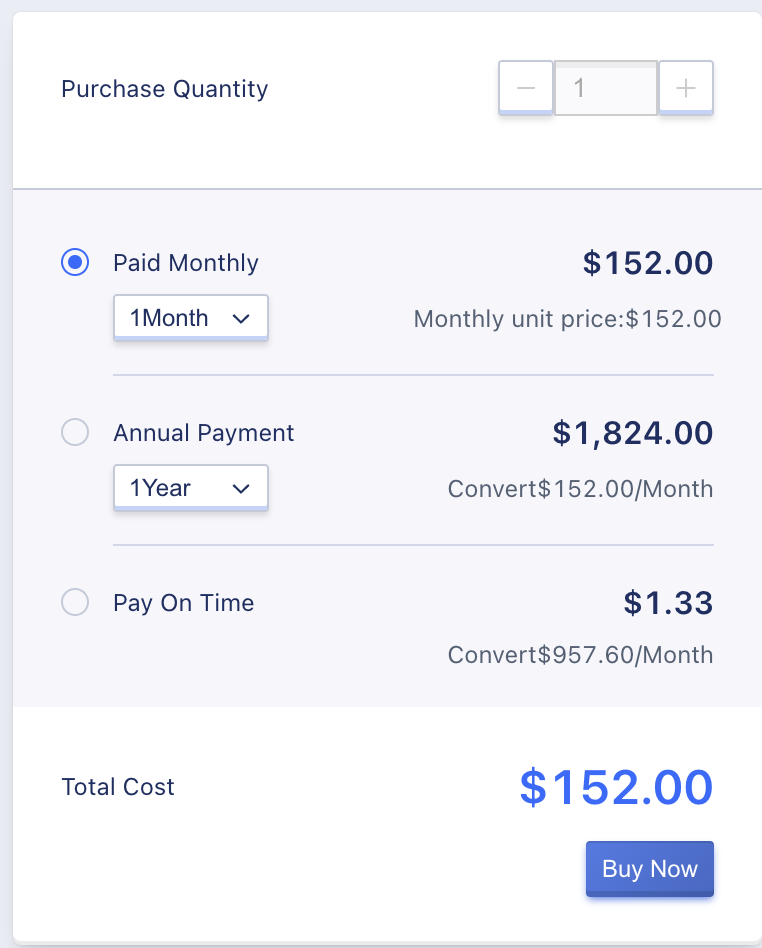 Purchase Quantity
1
Paid Monthly $152.00
1Month Monthly unit price:$152.00
Annual Payment $1,824.00
1Year Convert$152.00/Month
Pay On Time $1.33
Convert$957.60/Month
Total Cost $152.00
Buy Now